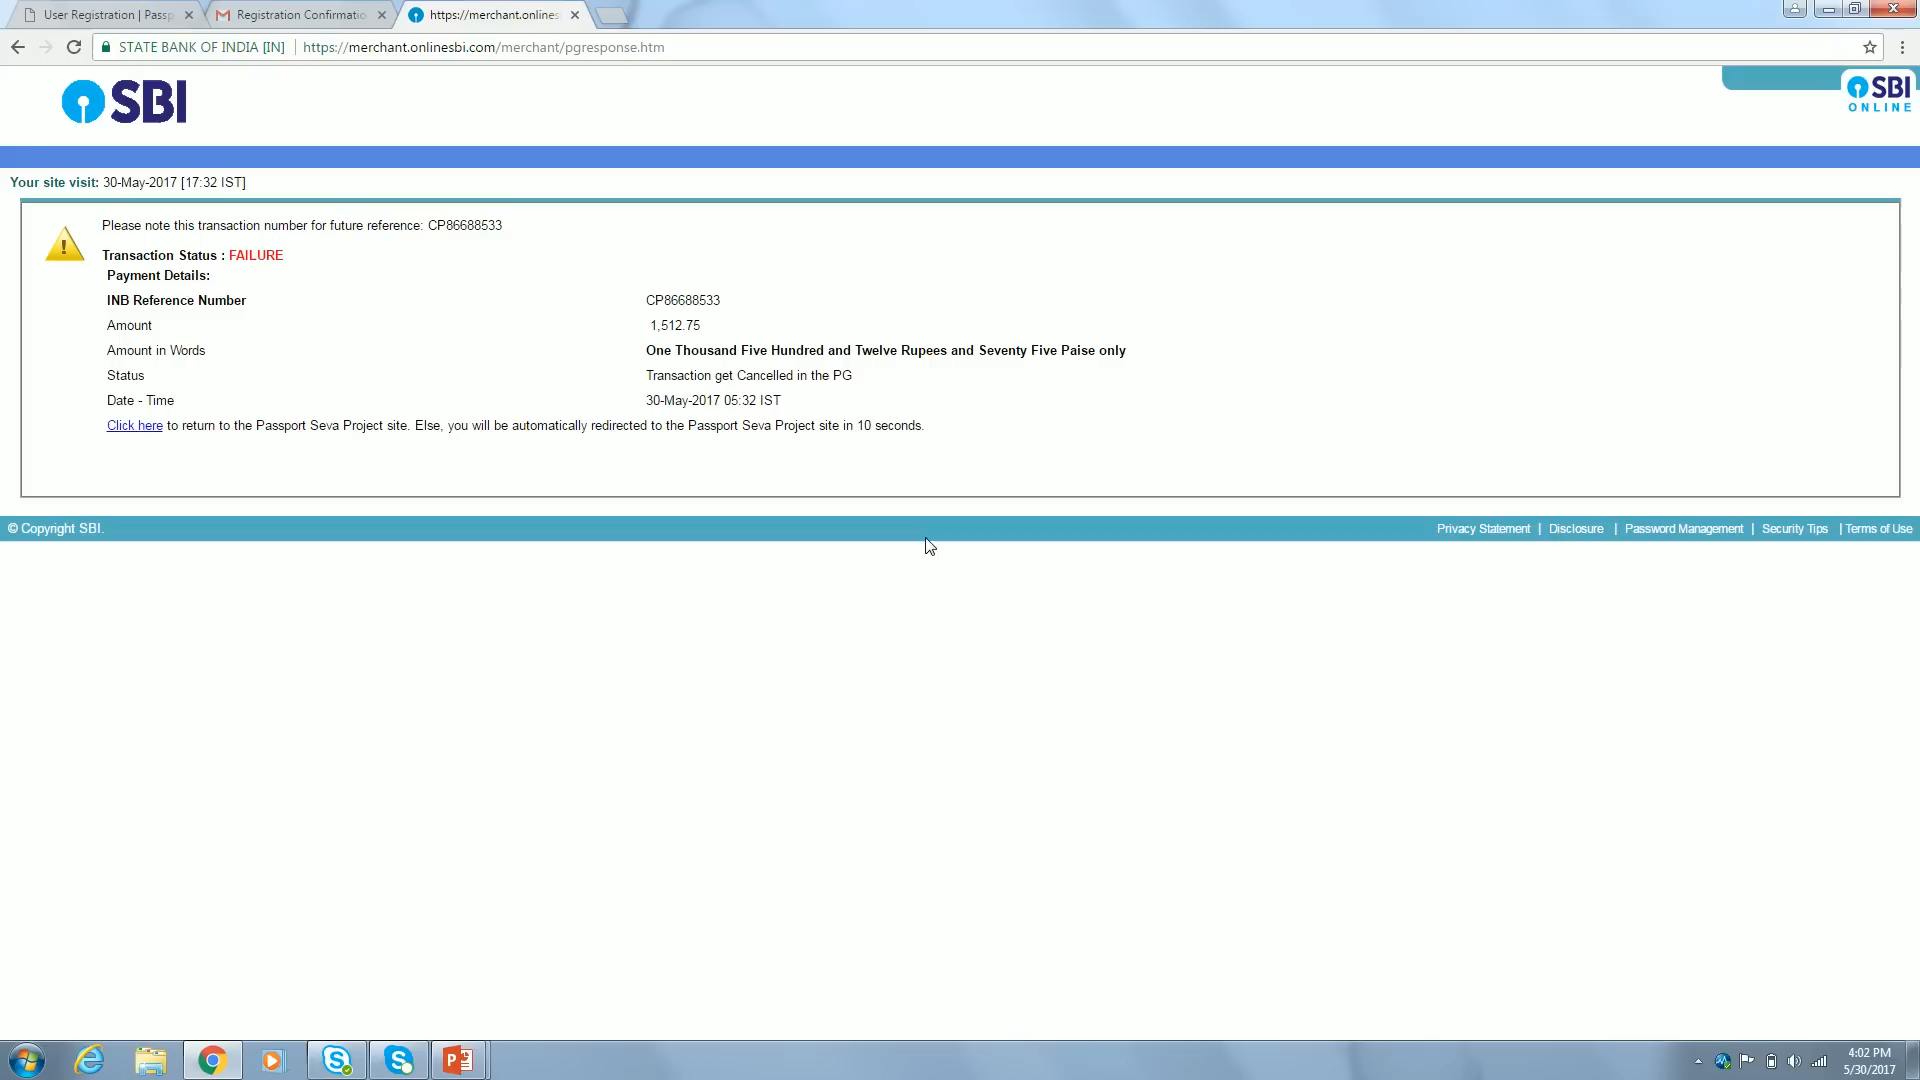 User Registration | Passp
Registration Confirmatio
https://merchant.onlines
STATE BANK OF INDIA [IN]
https://merchant.onlinesbi.com/merchant/pgresponse.htm
SBI
SBI
ONLINE
Your site visit: 30-May-2017 [17:32 IST]
Please note this transaction number for future reference: CP86688533
Transaction Status : FAILURE
Payment Details:
INB Reference Number CP86688533
Amount 1,512.75
Amount in Words One Thousand Five Hundred and Twelve Rupees and Seventy Five Paise only
Status Transaction get Cancelled in the PG
Date - Time 30-May-2017 05:32 IST
Click here to return to the Passport Seva Project site. Else, you will be automatically redirected to the Passport Seva Project site in 10 seconds.
© Copyright SBI. Privacy Statement | Disclosure | Password Management | Security Tips | Terms of Use
4:02 PM
5/30/2017